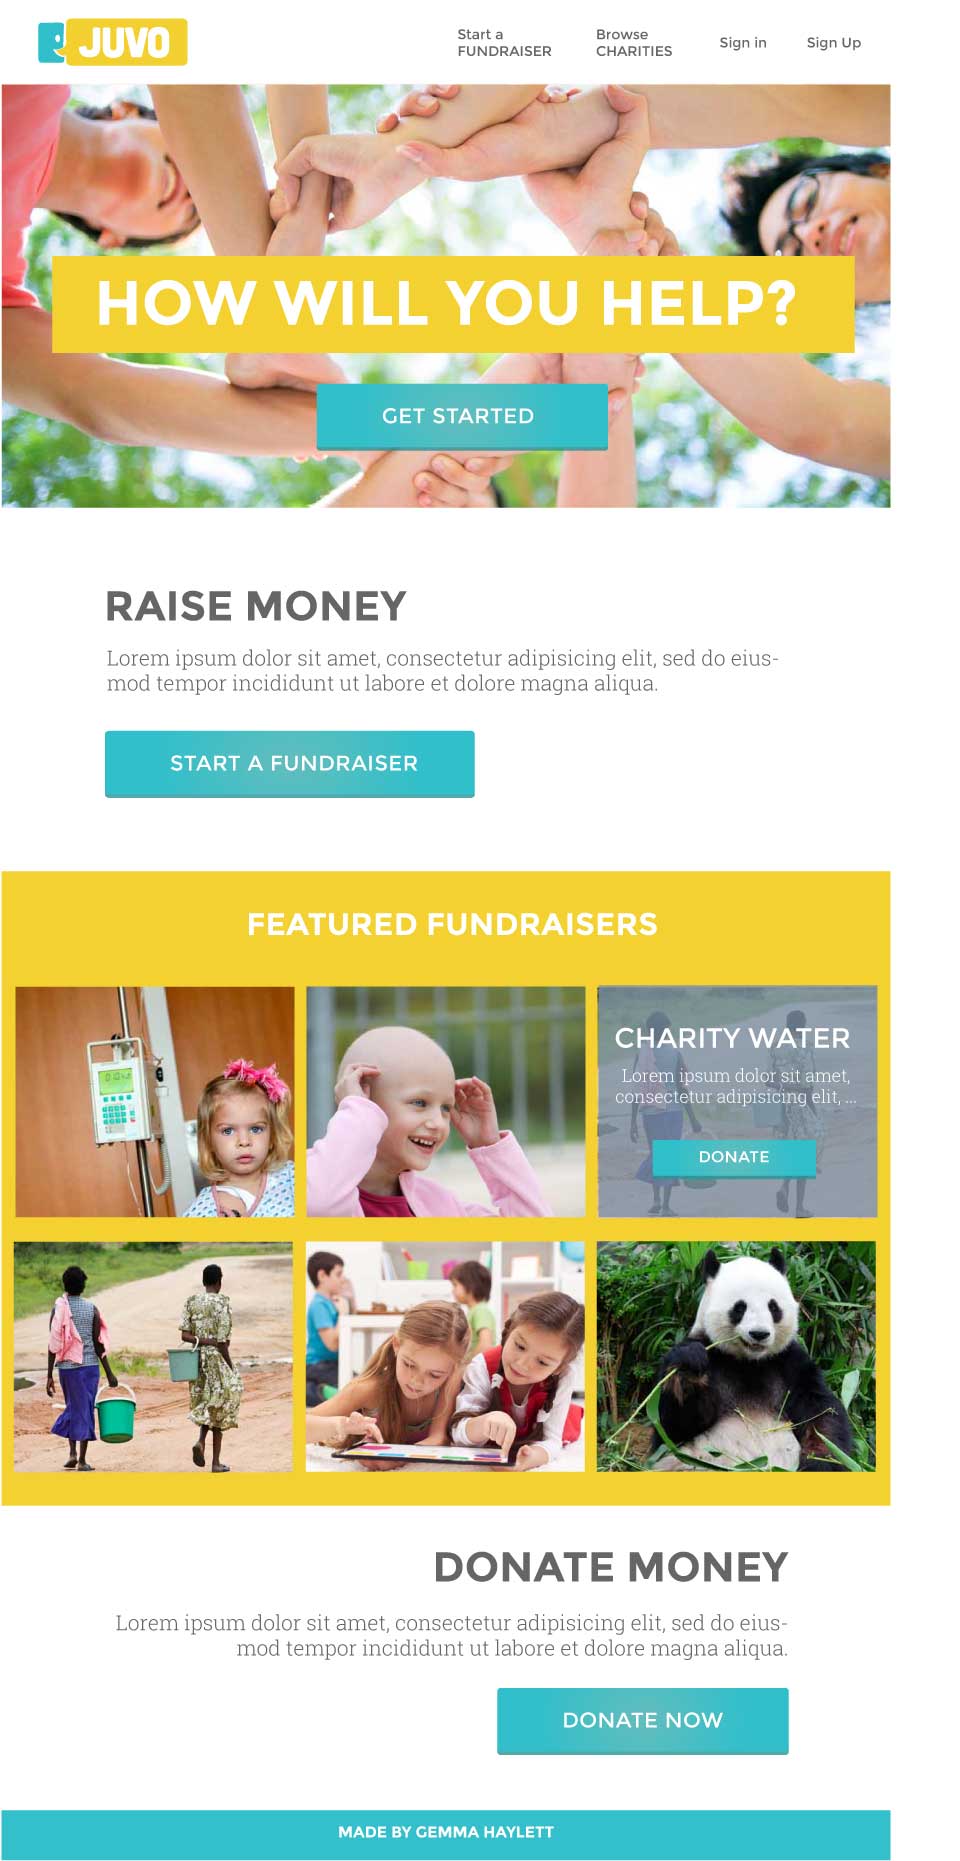 JUVO
Start a
FUNDRAISER
Browse
CHARITIES
Sign in
Sign Up
HOW WILL YOU HELP?
GET STARTED
RAISE MONEY
Lorem ipsum dolor sit amet, consectetur adipisicing elit, sed do eius-
mod tempor incididunt ut labore et dolore magna aliqua.
START A FUNDRAISER
FEATURED FUNDRAISERS
CHARITY WATER
Lorem ipsum dolor sit amet,
consectetur adipisicing elit, ...
DONATE
DONATE MONEY
Lorem ipsum dolor sit amet, consectetur adipisicing elit, sed do eius-
mod tempor incididunt ut labore et dolore magna aliqua.
DONATE NOW
MADE BY GEMMA HAYLETT